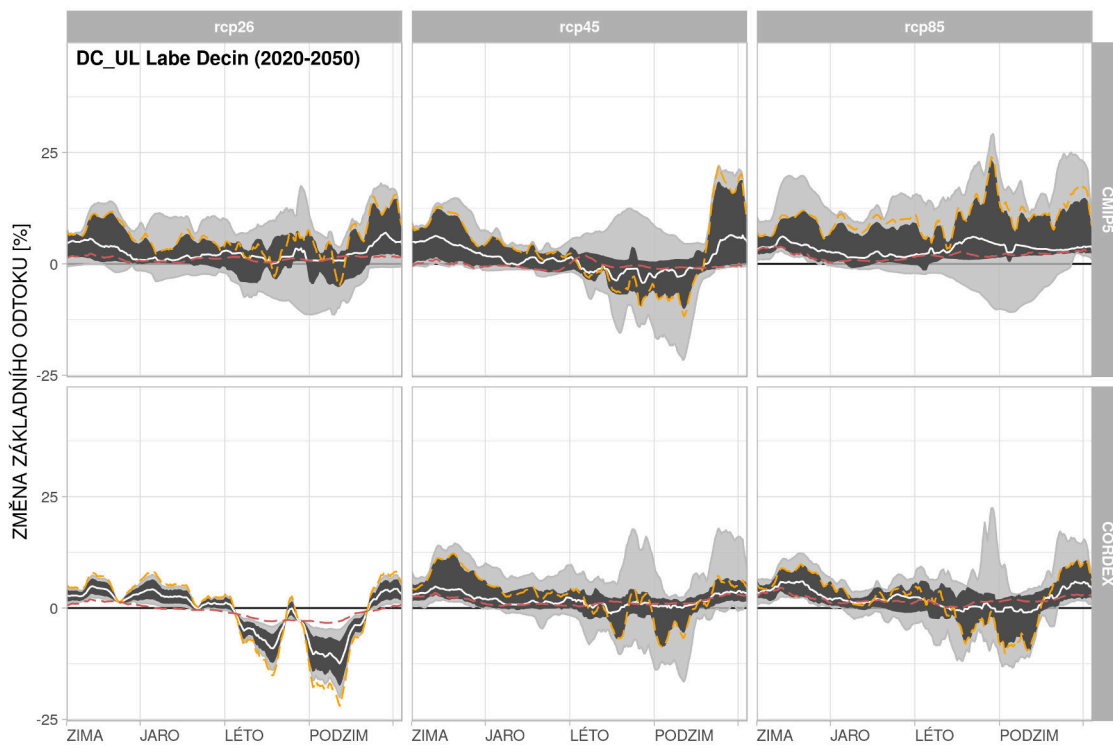 rcp26 rcp45 rcp85
DC_UL Labe Decin (2020-2050)
CMIP5
25
0
-25
ZMĚNA ZÁKLADNÍHO ODTOKU [%]
CORDEX
25
0
-25
ZIMA JARO LÉTO PODZIM ZIMA JARO LÉTO PODZIM ZIMA JARO LÉTO PODZIM